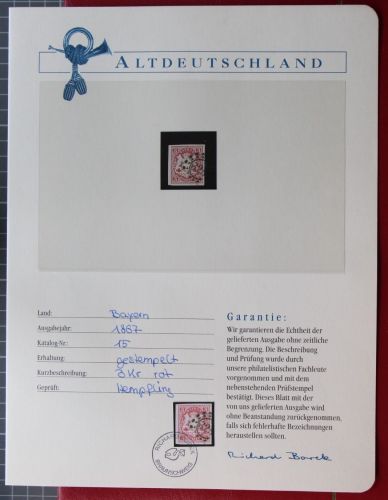 ALTDEUTSCHLAND
Land: Bayern
Ausgabejahr: 1867
Katalog-Nr.: 15
Erhaltung: gestempelt
Kurzbeschreibung: 3 Kr rot
Geprüft:
Garantie:
Wir garantieren die Echtheit der
gelieferten Ausgabe ohne zeitliche
Begrenzung. Die Beschreibung
und Prüfung wurde durch
unsere philatelistischen Fachleute
vorgenommen und mit dem
nebenstehenden Prüfstempel
bestätigt. Dieses Blatt mit der
von uns gelieferten Ausgabe wird
ohne Beanstandung zurückgenommen,
falls sich fehlerhafte Bezeichnungen
herausstellen sollten.
Richard Borek
BRAUNSCHWEIG